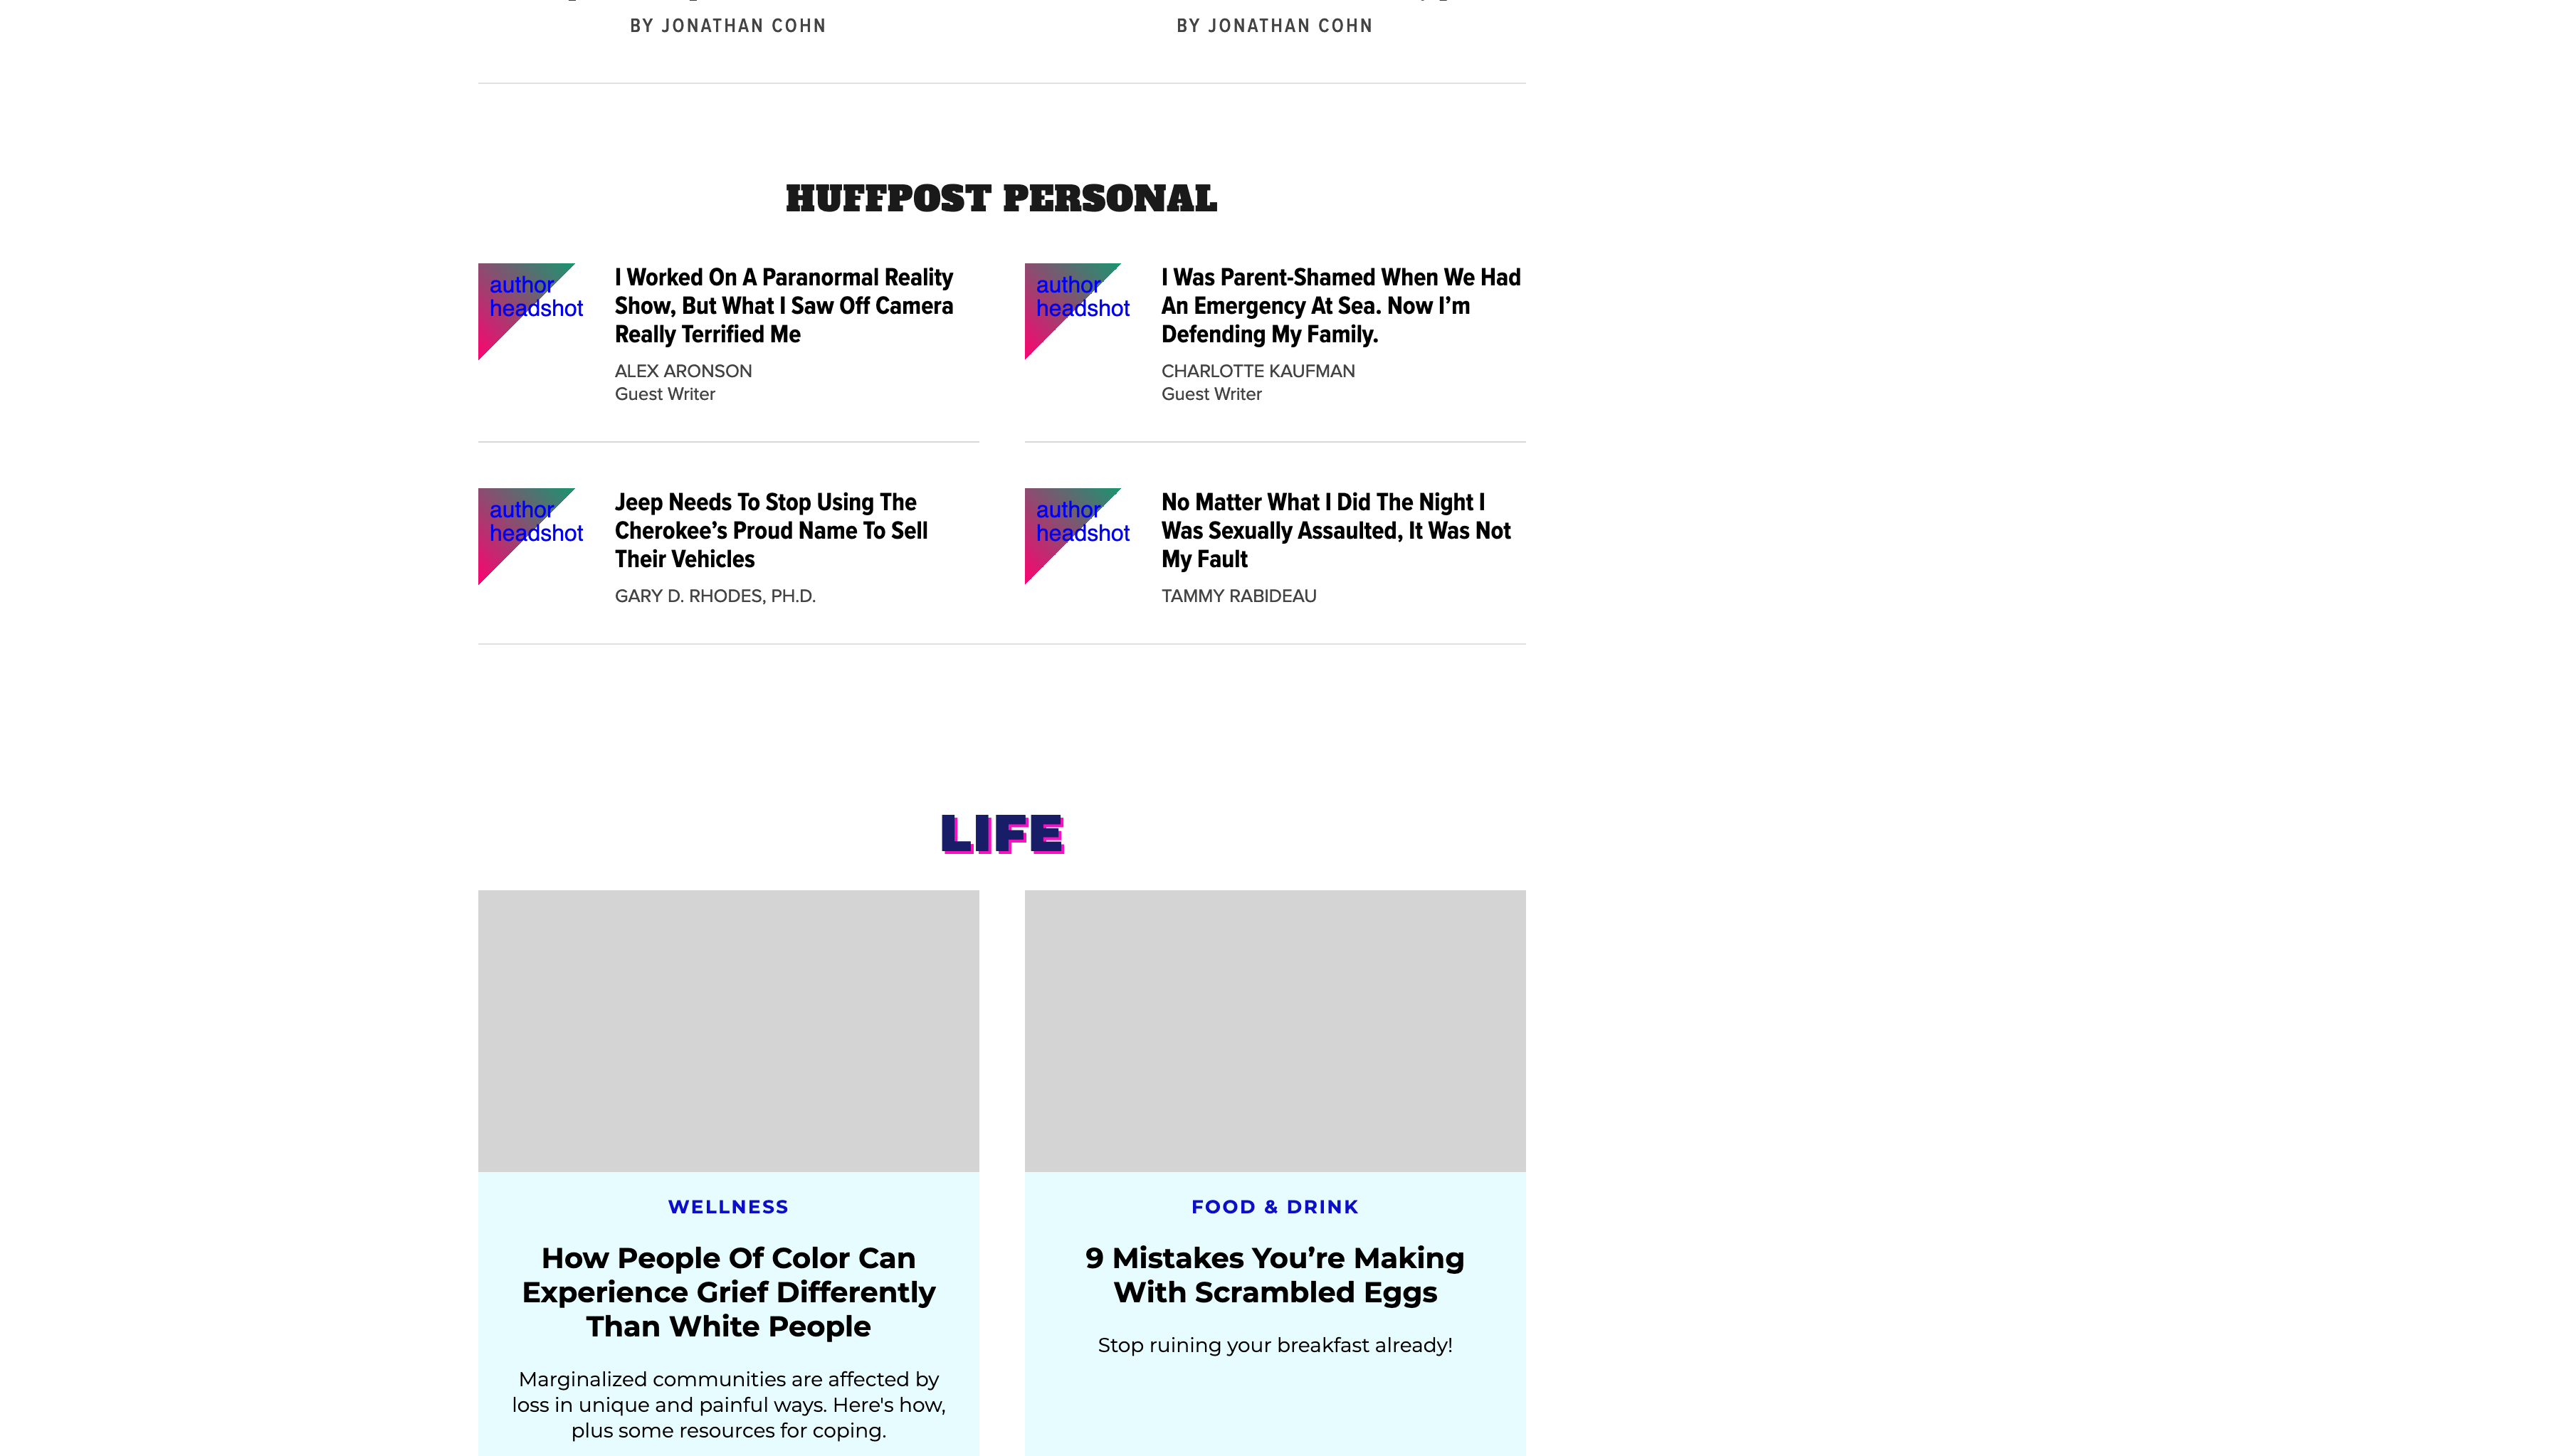 BY JONATHAN COHN
BY JONATHAN COHN
HUFFPOST PERSONAL
author
headshot
I Worked On A Paranormal Reality
Show, But What I Saw Off Camera
Really Terrified Me
ALEX ARONSON
Guest Writer
author
headshot
I Was Parent-Shamed When We Had
An Emergency At Sea. Now I’m
Defending My Family.
CHARLOTTE KAUFMAN
Guest Writer
author
headshot
Jeep Needs To Stop Using The
Cherokee’s Proud Name To Sell
Their Vehicles
GARY D. RHODES, PH.D.
author
headshot
No Matter What I Did The Night I
Was Sexually Assaulted, It Was Not
My Fault
TAMMY RABIDEAU
LIFE
WELLNESS
How People Of Color Can
Experience Grief Differently
Than White People
Marginalized communities are affected by
loss in unique and painful ways. Here's how,
plus some resources for coping.
FOOD & DRINK
9 Mistakes You’re Making
With Scrambled Eggs
Stop ruining your breakfast already!